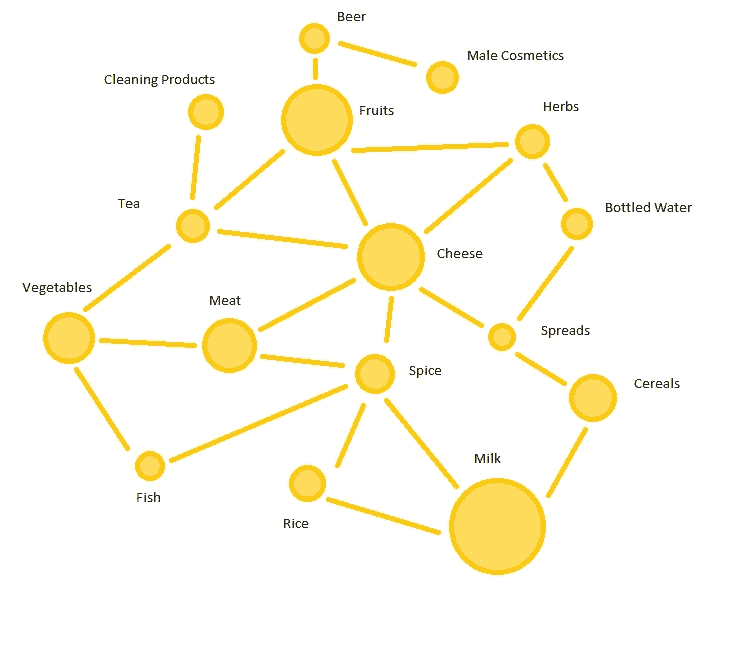 Beer
Male Cosmetics
Cleaning Products
Fruits
Herbs
Tea
Bottled Water
Cheese
Vegetables
Meat
Spreads
Spice
Cereals
Milk
Fish
Rice